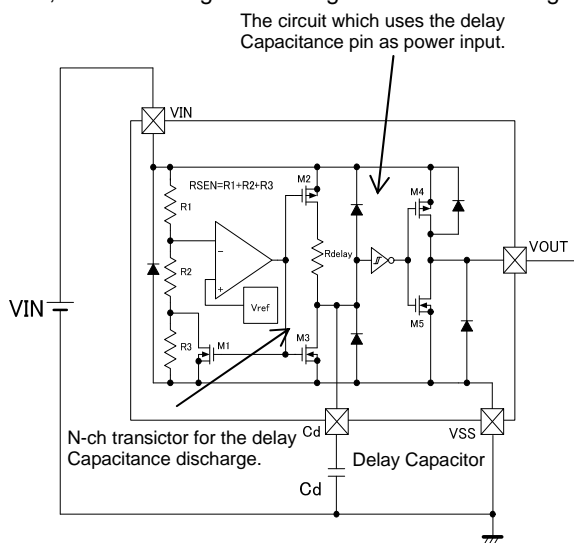 The circuit which uses the delay
Capacitance pin as power input.
VIN
RSEN=R1+R2+R3
M2
M4
R1
Rdelay
VOUT
R2
Vref
VIN
R3
M1
M3
M5
N-ch transictor for the delay
Capacitance discharge.
Cd
VSS
Delay Capacitor
Cd